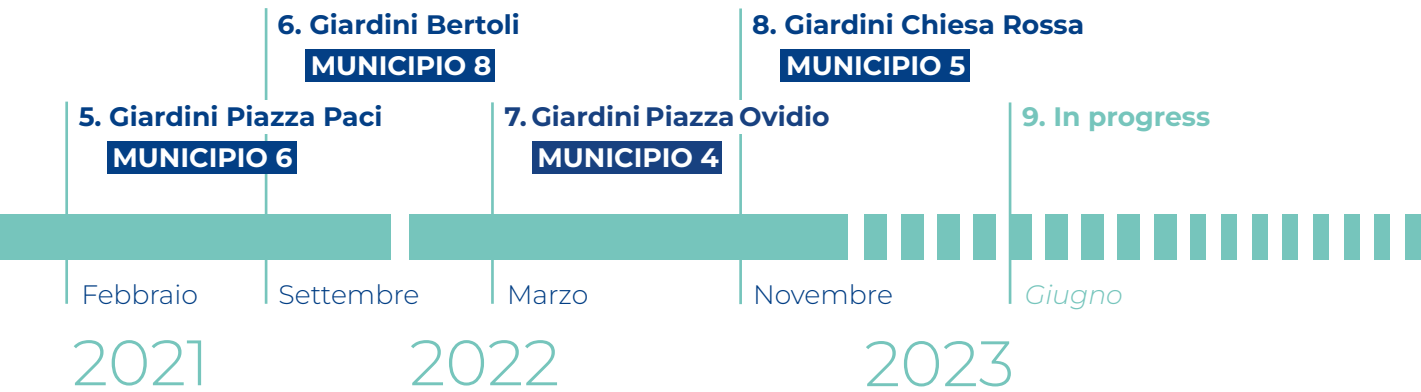 6. Giardini Bertoli
MUNICIPIO 8
8. Giardini Chiesa Rossa
MUNICIPIO 5
5. Giardini Piazza Paci
MUNICIPIO 6
7. Giardini Piazza Ovidio
MUNICIPIO 4
9. In progress
Febbraio
Settembre
Marzo
Novembre
Giugno
2021
2022
2023